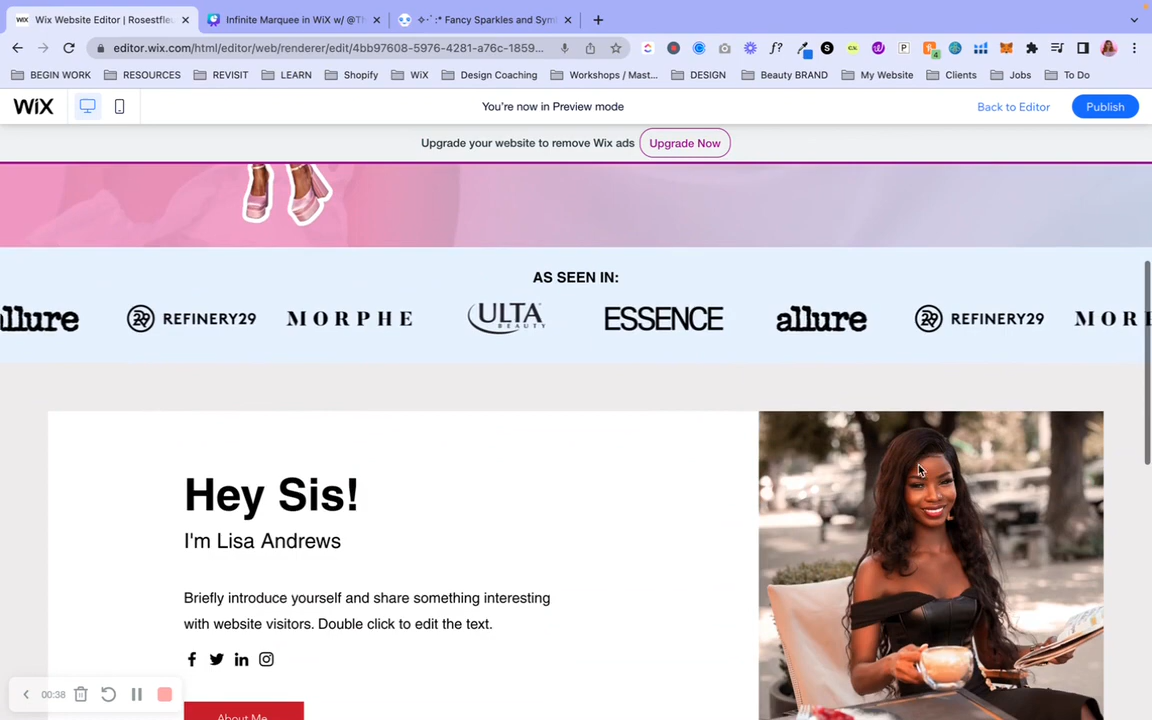 Wix Website Editor | Rosestfleu
Infinite Marquee in WiX w/ @Th
✧･ﾟ:* Fancy Sparkles and Sym
editor.wix.com/html/editor/web/renderer/edit/4bb97608-5976-4281-a76c-1859...
BEGIN WORK RESOURCES REVISIT LEARN Shopify WiX Design Coaching Workshops / Mast... DESIGN Beauty BRAND My Website Clients Jobs To Do
WiX You're now in Preview mode Back to Editor Publish
Upgrade your website to remove Wix ads Upgrade Now
AS SEEN IN:
allure 29 REFINERY29 MORPHE ULTA BEAUTY ESSENCE allure 29 REFINERY29 MORE
Hey Sis!
I'm Lisa Andrews
Briefly introduce yourself and share something interesting
with website visitors. Double click to edit the text.
00:38
About Me